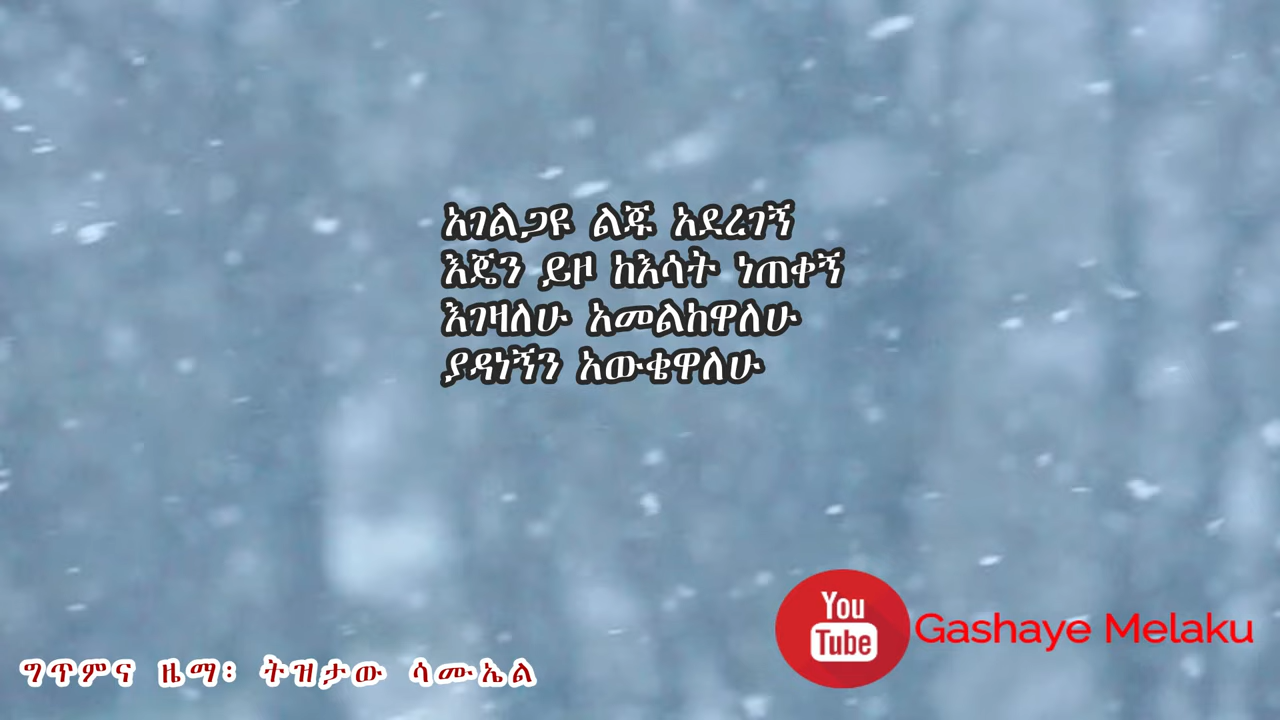 አገልጋዩ ልጁ አደረገኝ
እጄን ይዞ ከእሳት ነጠቀኝ
እገዛለሁ አመልከዋለሁ
ያዳነኝን አውቄዋለሁ
You
Tube
Gashaye Melaku
ግጥምና ዜማ፡ ትዝታው ሳሙኤል